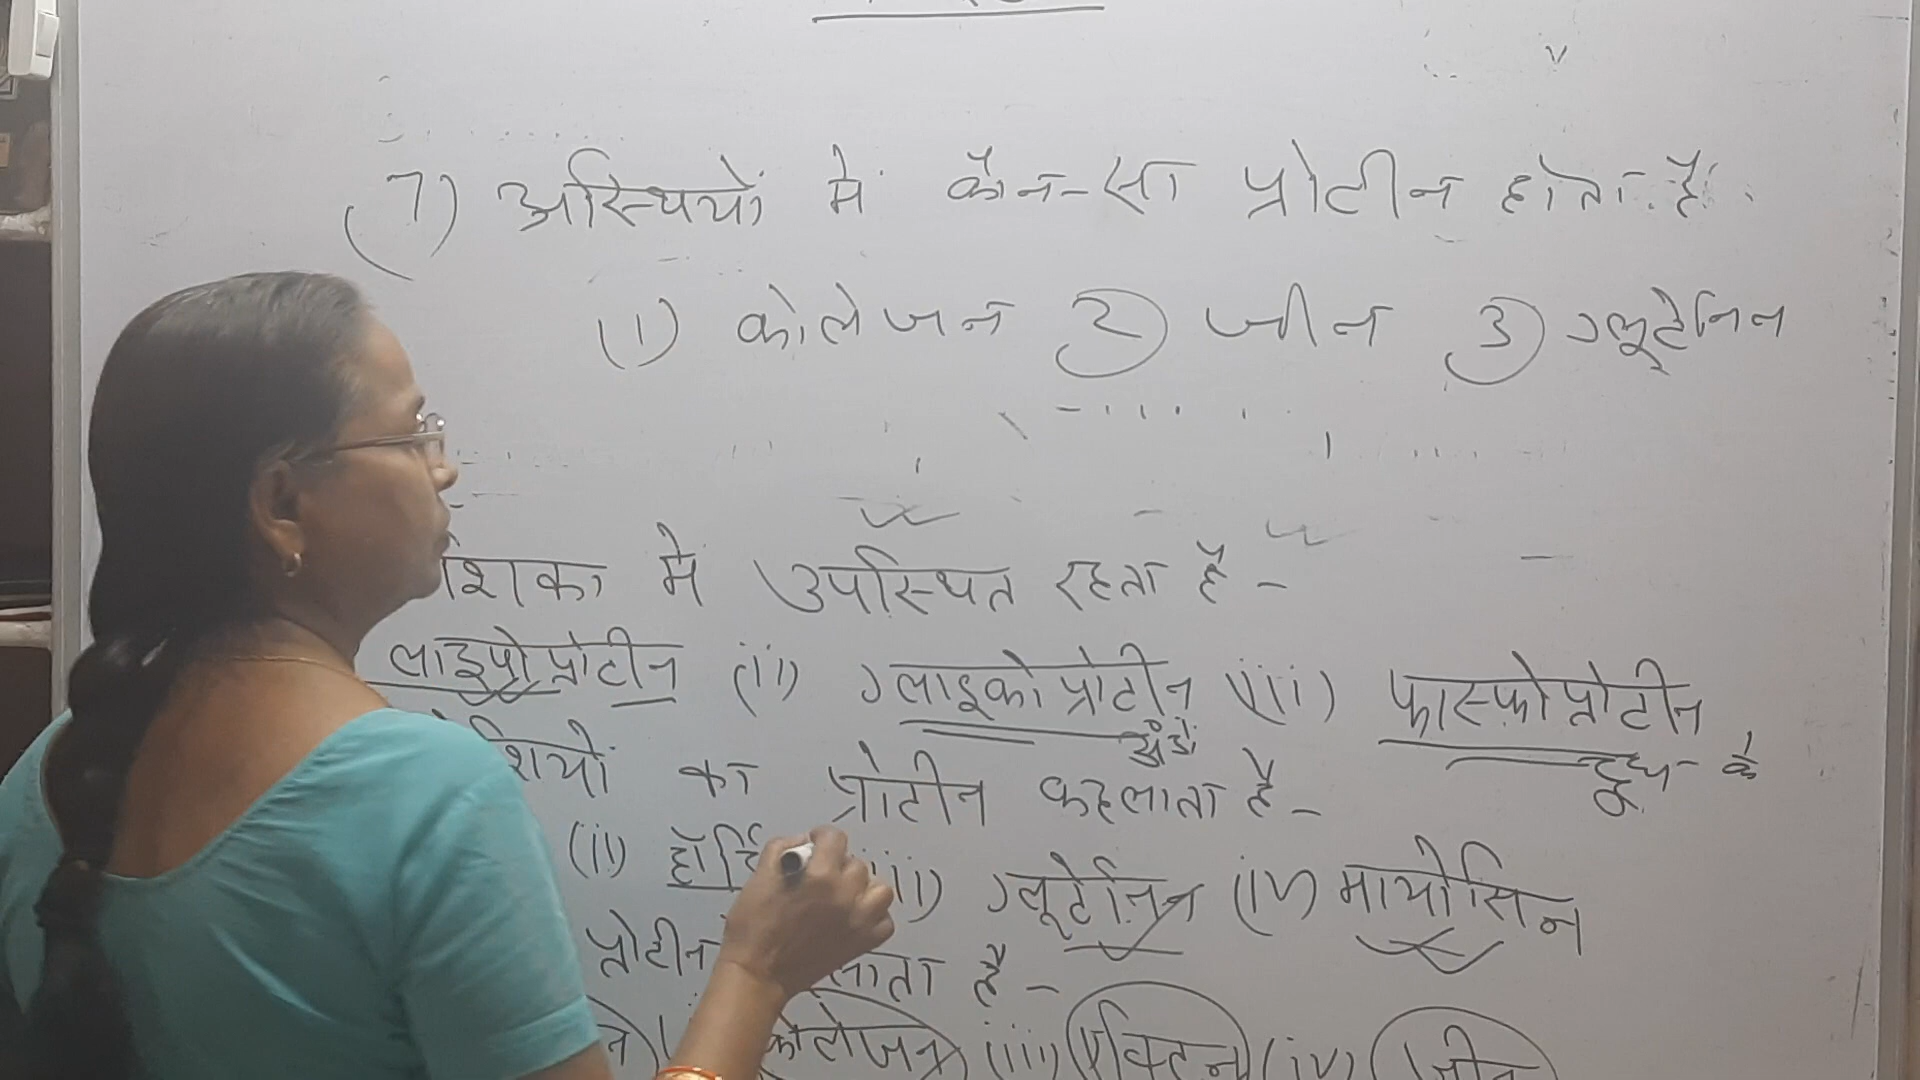 7) अस्थियों में कौन-सा प्रोटीन होता है
(1) कोलेजन (2) जीन (3) ग्लूटेनिन
शिका में उपस्थित रहता है -
लाइपोप्रोटीन (ii) ग्लाइकोप्रोटीन (iii) फास्फोप्रोटीन
अंडों दूध के
शियों का प्रोटीन कहलाता है -
(ii) (iii) ग्लूटेनिन (iv) मायोसिन
प्रोटीन लाता है -
कोलेजन (iii) एक्टिन (iv) जीन